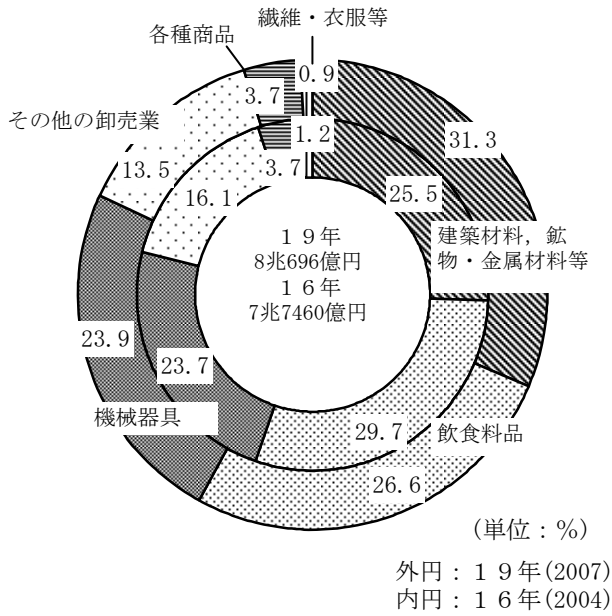 繊維・衣服等
各種商品
0.9
3.7
その他の卸売業
31.3
1.2
3.7
13.5
16.1
25.5
１９年
8兆696億円
１６年
7兆7460億円
建築材料，鉱
物・金属材料等
23.9
23.7
機械器具
29.7
飲食料品
26.6
(単位：%)
外円：１９年(2007)
内円：１６年(2004)